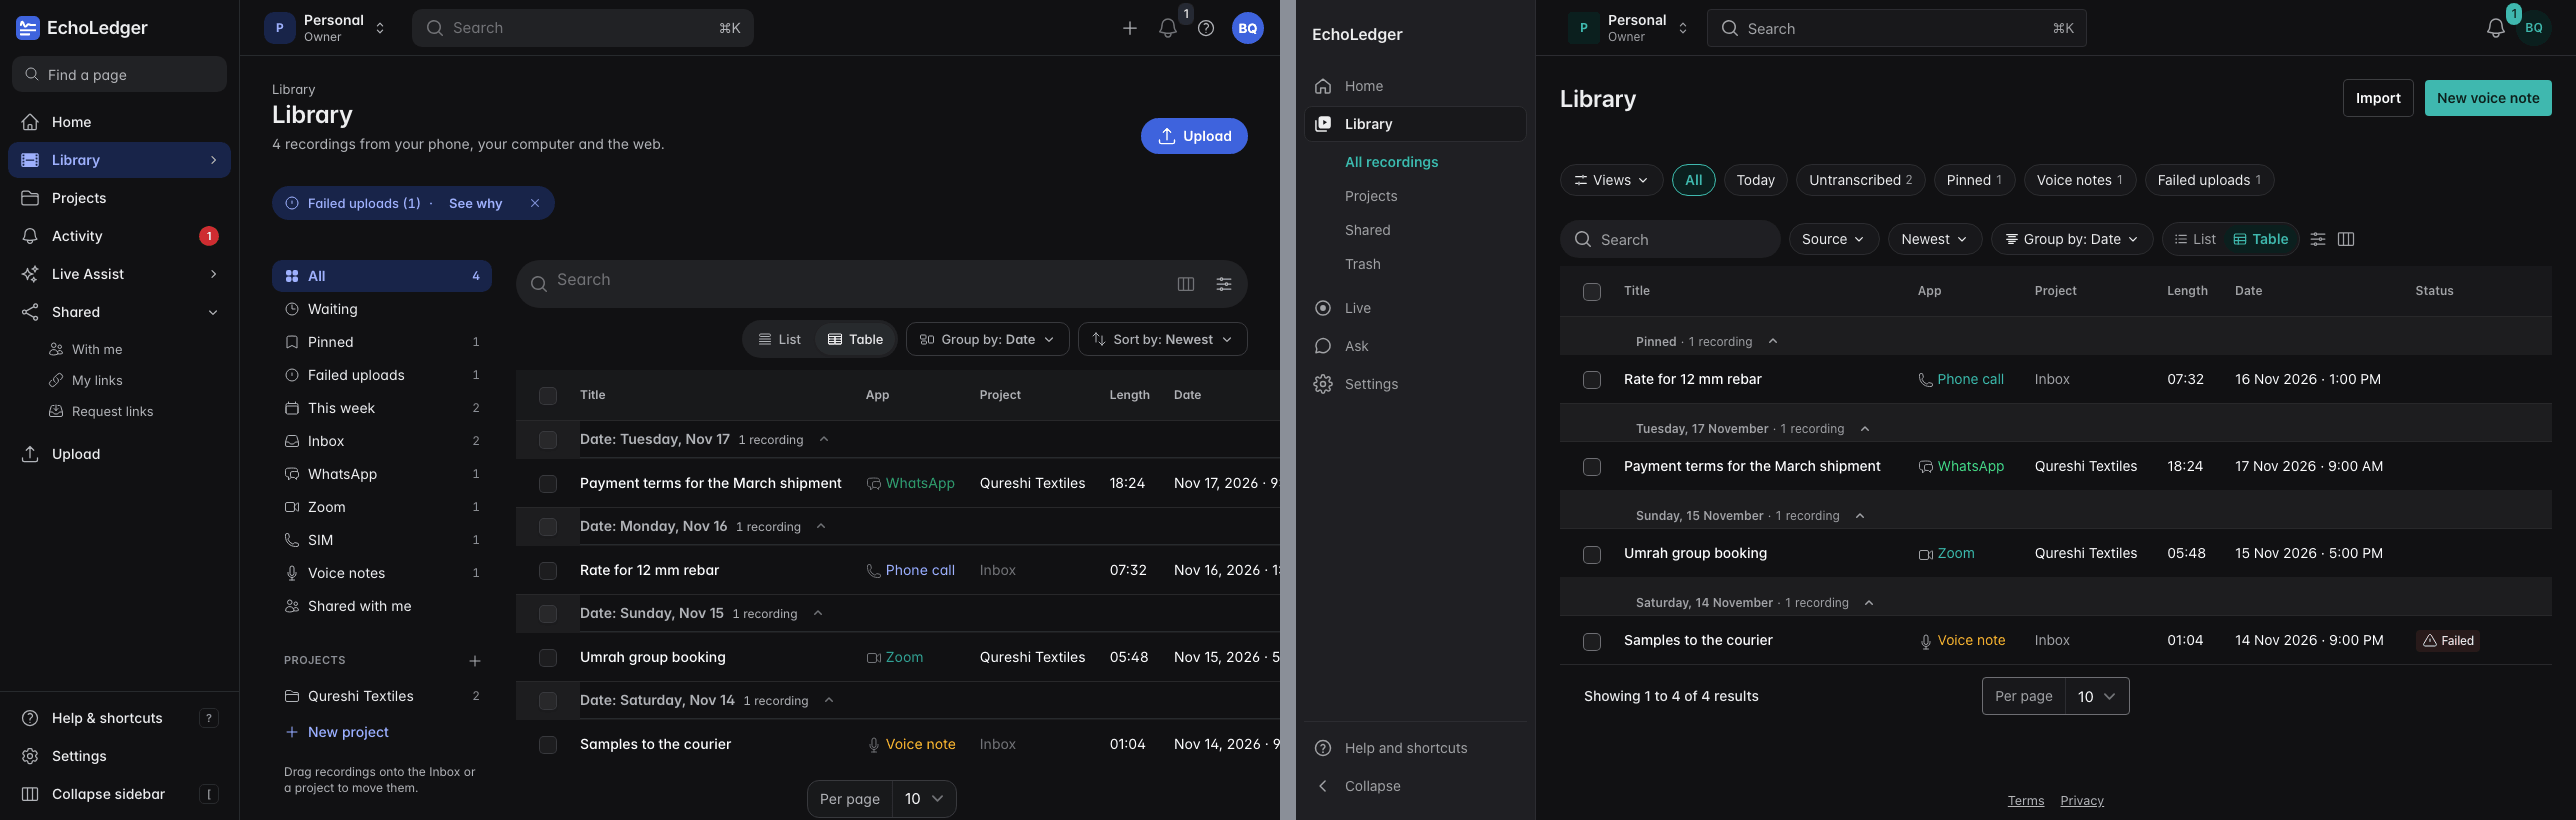 EchoLedger
Find a page
Home
Library
Projects
Activity 1
Live Assist
Shared
With me
My links
Request links
Upload
Help & shortcuts ?
Settings
Collapse sidebar [
P Personal
Owner
Search ⌘K
1
BQ
Library
Library
4 recordings from your phone, your computer and the web.
Upload
Failed uploads (1) · See why
All 4
Waiting
Pinned 1
Failed uploads 1
This week 2
Inbox 2
WhatsApp 1
Zoom 1
SIM 1
Voice notes 1
Shared with me
PROJECTS
Qureshi Textiles 2
New project
Drag recordings onto the Inbox or
a project to move them.
Search
List Table Group by: Date Sort by: Newest
Title App Project Length Date
Date: Tuesday, Nov 17 1 recording
Payment terms for the March shipment WhatsApp Qureshi Textiles 18:24 Nov 17, 2026 · 9
Date: Monday, Nov 16 1 recording
Rate for 12 mm rebar Phone call Inbox 07:32 Nov 16, 2026 · 1
Date: Sunday, Nov 15 1 recording
Umrah group booking Zoom Qureshi Textiles 05:48 Nov 15, 2026 · 5
Date: Saturday, Nov 14 1 recording
Samples to the courier Voice note Inbox 01:04 Nov 14, 2026 · 9
Per page 10
EchoLedger
Home
Library
All recordings
Projects
Shared
Trash
Live
Ask
Settings
Help and shortcuts
Collapse
P Personal
Owner
Search ⌘K
1
BQ
Library
Import New voice note
Views All Today Untranscribed 2 Pinned 1 Voice notes 1 Failed uploads 1
Search Source Newest Group by: Date List Table
Title App Project Length Date Status
Pinned · 1 recording
Rate for 12 mm rebar Phone call Inbox 07:32 16 Nov 2026 · 1:00 PM
Tuesday, 17 November · 1 recording
Payment terms for the March shipment WhatsApp Qureshi Textiles 18:24 17 Nov 2026 · 9:00 AM
Sunday, 15 November · 1 recording
Umrah group booking Zoom Qureshi Textiles 05:48 15 Nov 2026 · 5:00 PM
Saturday, 14 November · 1 recording
Samples to the courier Voice note Inbox 01:04 14 Nov 2026 · 9:00 PM Failed
Showing 1 to 4 of 4 results
Per page 10
Terms Privacy